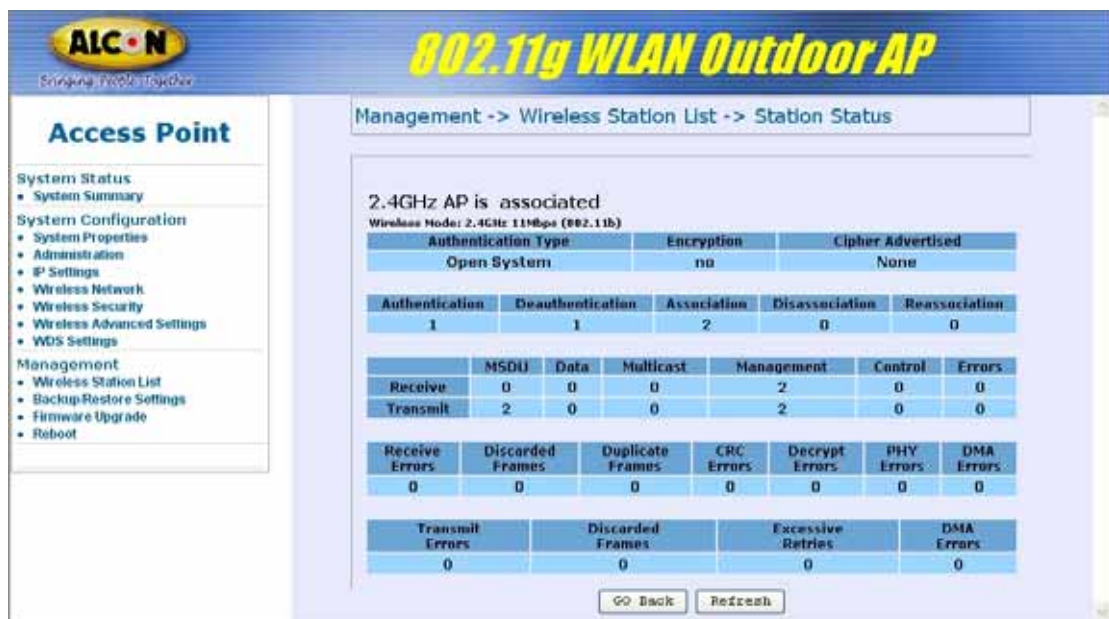 ALCON
Bringing People Together
802.11g WLAN Outdoor AP
Access Point
System Status
System Summary
System Configuration
System Properties
Administration
IP Settings
Wireless Network
Wireless Security
Wireless Advanced Settings
WDS Settings
Management
Wireless Station List
Backup/Restore Settings
Firmware Upgrade
Reboot
Management -> Wireless Station List -> Station Status
2.4GHz AP is associated
Wireless Mode: 2.4GHz 11Mbps (802.11b)
Authentication Type Encryption Cipher Advertised
Open System no None
Authentication Deauthentication Association Disassociation Reassociation
1 1 2 0 0
MSDU Data Multicast Management Control Errors
Receive 0 0 0 2 0 0
Transmit 2 0 0 2 0 0
Receive Errors Discarded Frames Duplicate Frames CRC Errors Decrypt Errors PHY Errors DMA Errors
0 0 0 0 0 0 0
Transmit Errors Discarded Frames Excessive Retries DMA Errors
0 0 0 0
GO Back Refresh